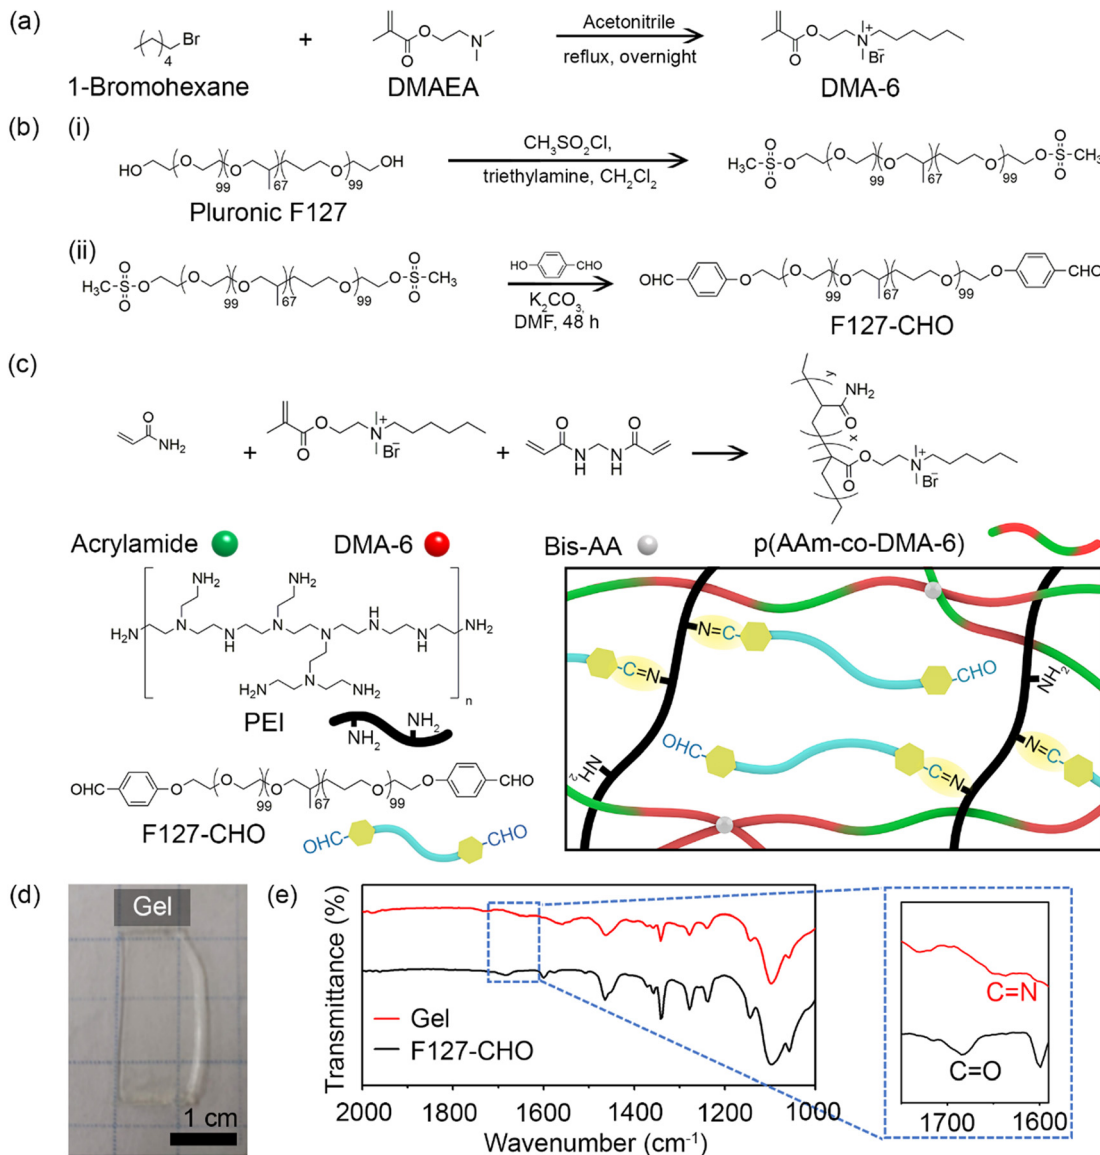 (a)
Br
4
1-Bromohexane
+
O
O
N
DMAEA
Acetonitrile
reflux, overnight
O
O
N+
Br-
DMA-6
(b) (i)
HO
O
99
O
67
O
99
OH
Pluronic F127
CH3SO2Cl,
triethylamine, CH2Cl2
H3C
O
S
O
O
O
99
O
67
O
99
O
O
S
O
CH3
(ii)
H3C
O
S
O
O
O
99
O
67
O
99
O
O
S
O
CH3
HO
CHO
K2CO3,
DMF, 48 h
CHO
O
O
99
O
67
O
99
O
CHO
F127-CHO
(c)
O
NH2
+
O
O
N+
Br-
+
O
NH
H
O
NH
H
y
NH2
O
x
O
O
N+
Br-
Acrylamide
DMA-6
Bis-AA
p(AAm-co-DMA-6)
NH2
NH2
H2N
N
N
H
N
N
H
N
N
H
NH2
N
H2N
NH2
n
PEI
NH2
NH2
OHC
O
O
99
O
67
O
99
O
CHO
F127-CHO
OHC
CHO
N=C
C=N
CHO
NH2
OHC
N=C
NH2
C=N
(d)
Gel
1 cm
(e)
Transmittance (%)
Gel
F127-CHO
2000 1800 1600 1400 1200 1000
Wavenumber (cm-1)
C=N
C=O
1700 1600